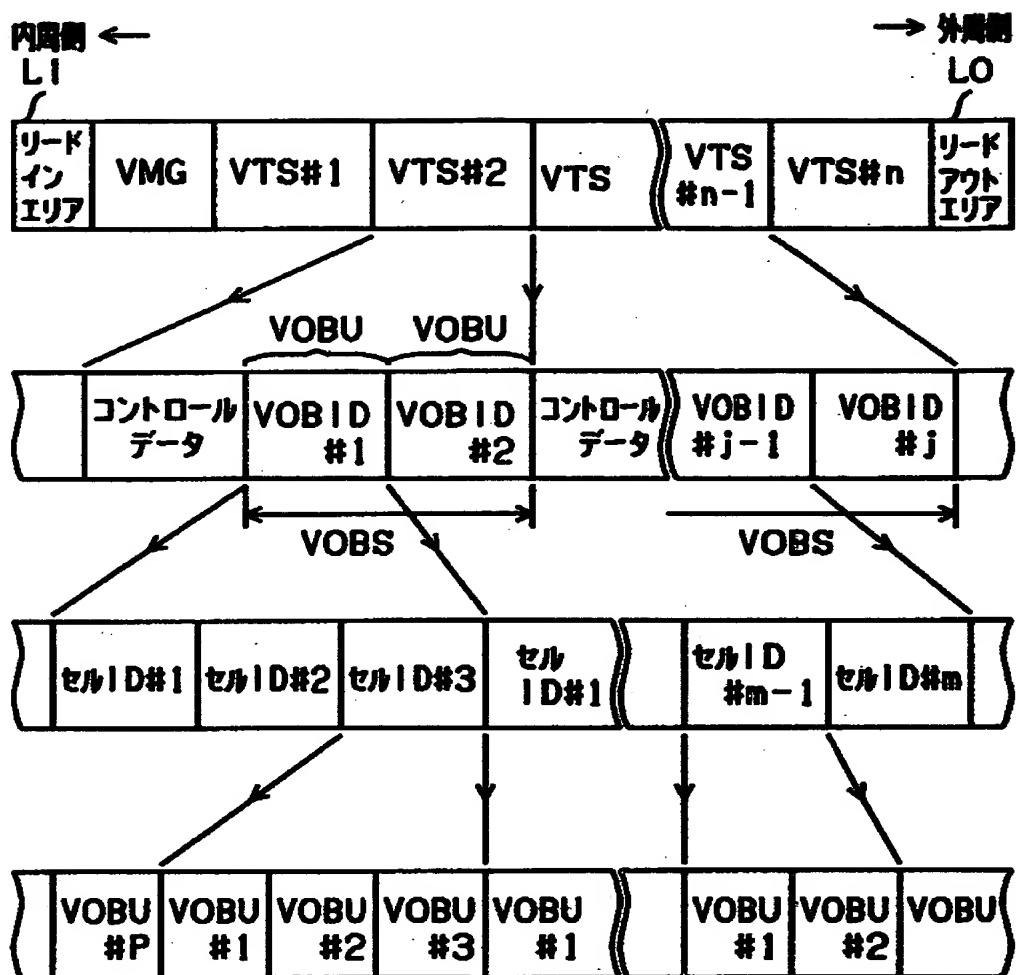 内周側 ←
→ 外周側
LI
LO
リード
イン
エリア
VMG
VTS#1
VTS#2
VTS
VTS
#n-1
VTS#n
リード
アウト
エリア
VOBU
VOBU
コントロール
データ
VOBID
#1
VOBID
#2
コントロール
データ
VOBID
#j-1
VOBID
#j
VOBS
VOBS
セルID#1
セルID#2
セルID#3
セル
ID#1
セルID
#m-1
セルID#m
VOBU
#P
VOBU
#1
VOBU
#2
VOBU
#3
VOBU
#1
VOBU
#1
VOBU
#2
VOBU